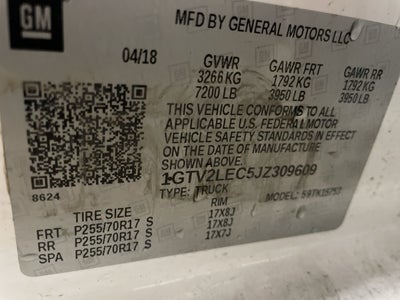 GM
MFD BY GENERAL MOTORS LLC
04/18 GVWR GAWR FRT GAWR RR
3266 KG 1792 KG 1792 KG
7200 LB 3950 LB 3950 LB
THIS VEHICLE CONFORMS TO ALL
APPLICABLE U.S. FEDERAL MOTOR
VEHICLE SAFETY STANDARDS IN EFFECT
ON THE DATE OF MANUFACTURE
SHOWN ABOVE.
1GTV2LEC5JZ309609
8624 TYPE: TRUCK MODEL:
TIRE SIZE RIM
FRT P255/70R17 S 17X8J
RR P255/70R17 S 17X8J
SPA P255/70R17 S 17X7J